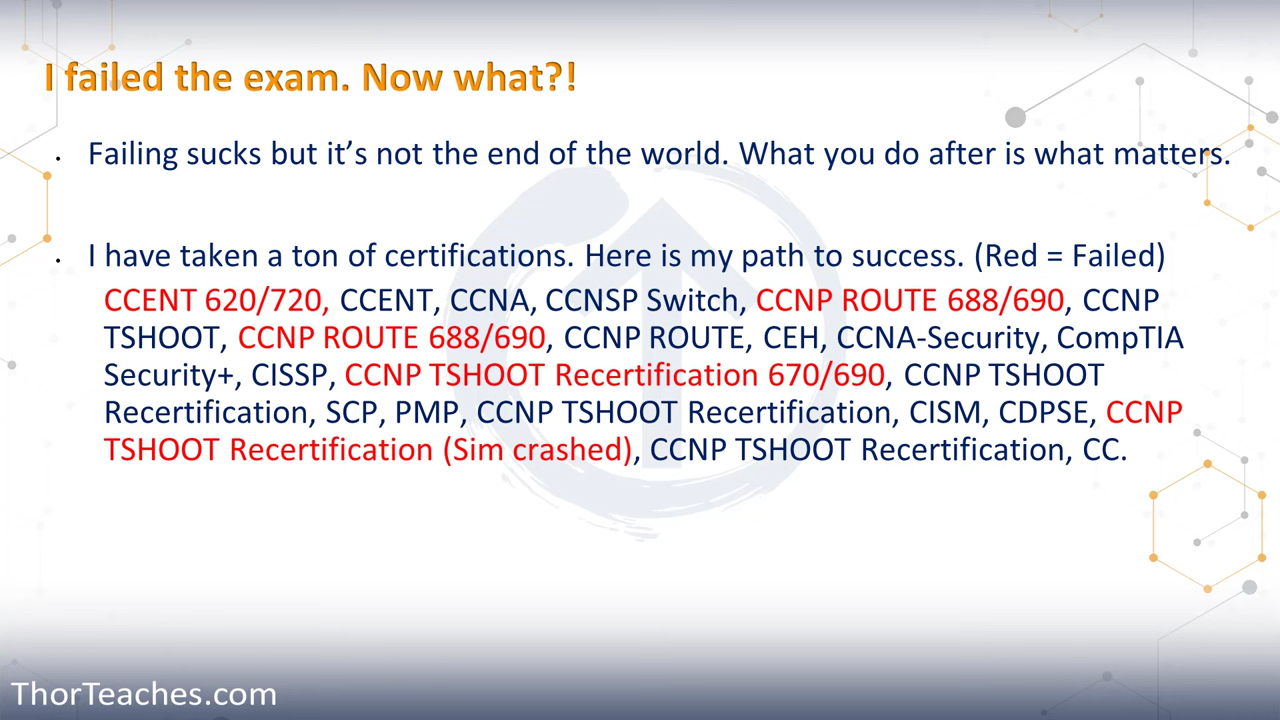 I failed the exam. Now what?!
• Failing sucks but it’s not the end of the world. What you do after is what matters.
• I have taken a ton of certifications. Here is my path to success. (Red = Failed)
CCENT 620/720, CCENT, CCNA, CCNSP Switch, CCNP ROUTE 688/690, CCNP
TSHOOT, CCNP ROUTE 688/690, CCNP ROUTE, CEH, CCNA-Security, CompTIA
Security+, CISSP, CCNP TSHOOT Recertification 670/690, CCNP TSHOOT
Recertification, SCP, PMP, CCNP TSHOOT Recertification, CISM, CDPSE, CCNP
TSHOOT Recertification (Sim crashed), CCNP TSHOOT Recertification, CC.
ThorTeaches.com